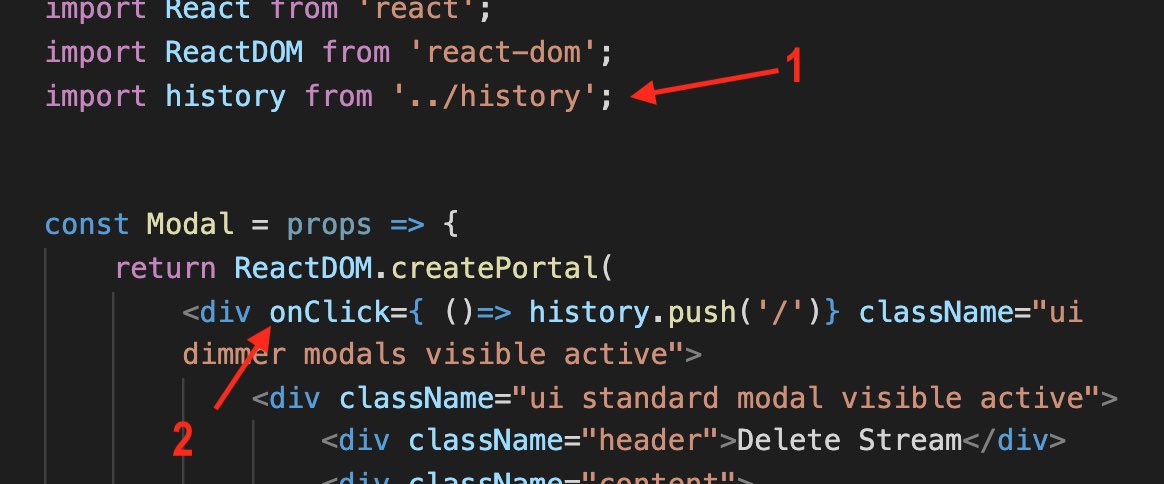 import React from 'react';
import ReactDOM from 'react-dom';
1
import history from '../history';
const Modal = props => {
return ReactDOM.createPortal(
<div onClick={ ()=> history.push('/')} className="ui
dimmer modals visible active">
<div className="ui standard modal visible active">
2
<div className="header">Delete Stream</div>
<div className="content">